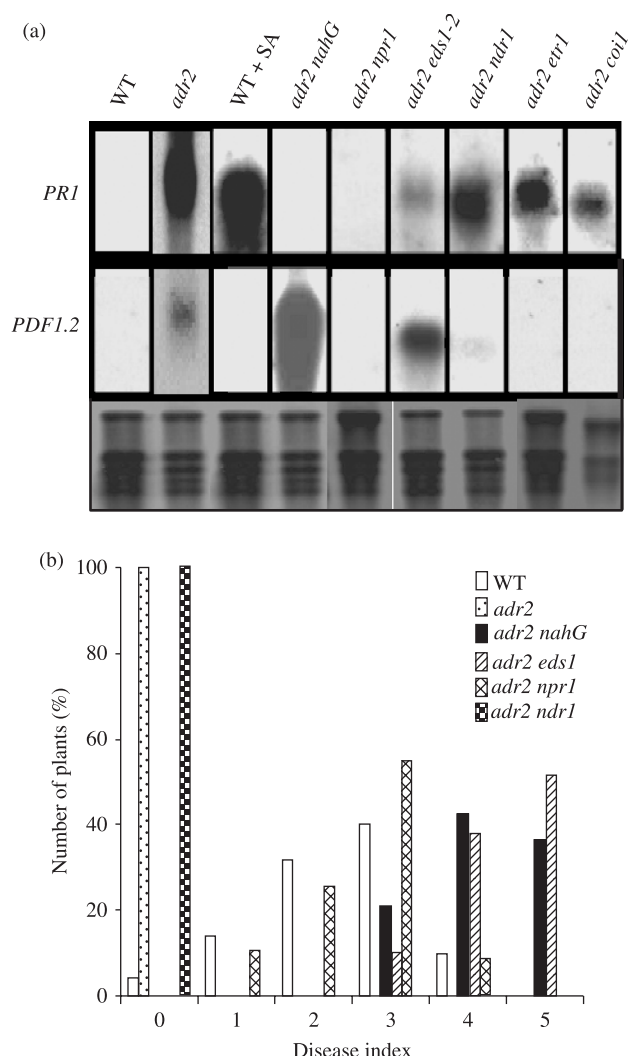 (a)
WT
adr2
WT + SA
adr2 nahG
adr2 npr1
adr2 eds1-2
adr2 ndr1
adr2 etr1
adr2 coi1
PR1
PDF1.2
(b)
100
80
60
40
20
0
Number of plants (%)
WT
adr2
adr2 nahG
adr2 eds1
adr2 npr1
adr2 ndr1
0 1 2 3 4 5
Disease index